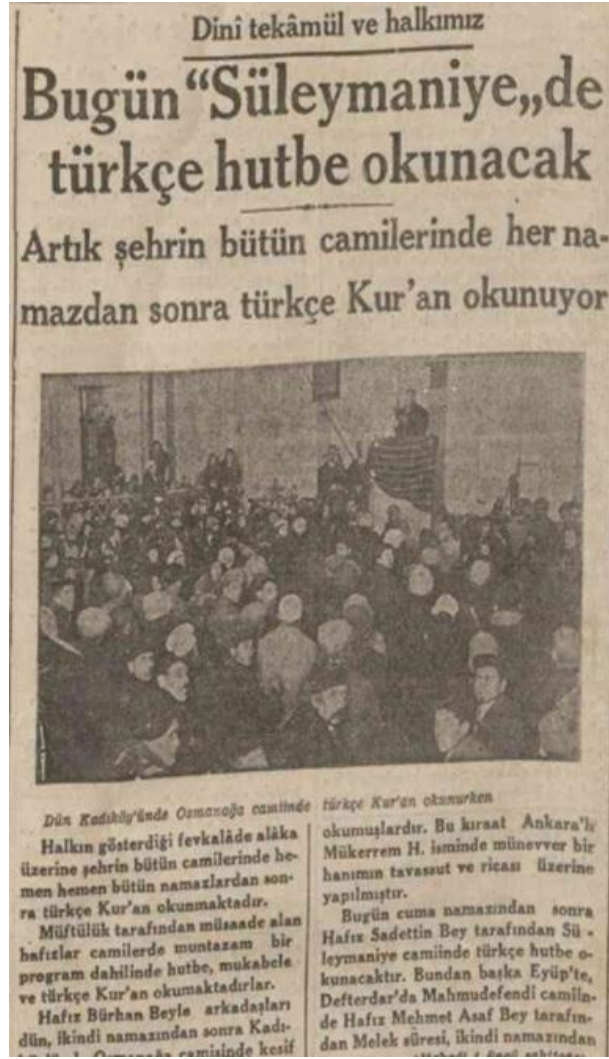 Dinî tekâmül ve halkımız
Bugün “Süleymaniye„de
türkçe hutbe okunacak
Artık şehrin bütün camilerinde her na-
mazdan sonra türkçe Kur'an okunuyor
Dün Kadıköy'ünde Osmanağa camiinde türkçe Kur'an okunurken
Halkın gösterdiği fevkalâde alâka
üzerine şehrin bütün camilerinde he-
men hemen bütün namazlardan son-
ra türkçe Kur'an okunmaktadır.
Müftülük tarafından müsaade alan
hafızlar camilerde muntazam bir
program dahilinde hutbe, mukabele
ve türkçe Kur'an okumaktadırlar.
Hafız Bürhan Beyle arkadaşları
dün, ikindi namazından sonra Kadı-
Osmanağa camisinde kesif
okumuşlardır. Bu kıraat Ankara'lı
Mükerrem H. isminde münevver bir
hanımın tavassut ve ricası üzerine
yapılmıştır.
Bugün cuma namazından sonra
Hafız Sadettin Bey tarafından Sü-
leymaniye camiinde türkçe hutbe o-
kunacaktır. Bundan başka Eyüp'te,
Defterdar'da Mahmudefendi camiin-
de Hafız Mehmet Asaf Bey tarafın-
dan Melek sûresi, ikindi namazından